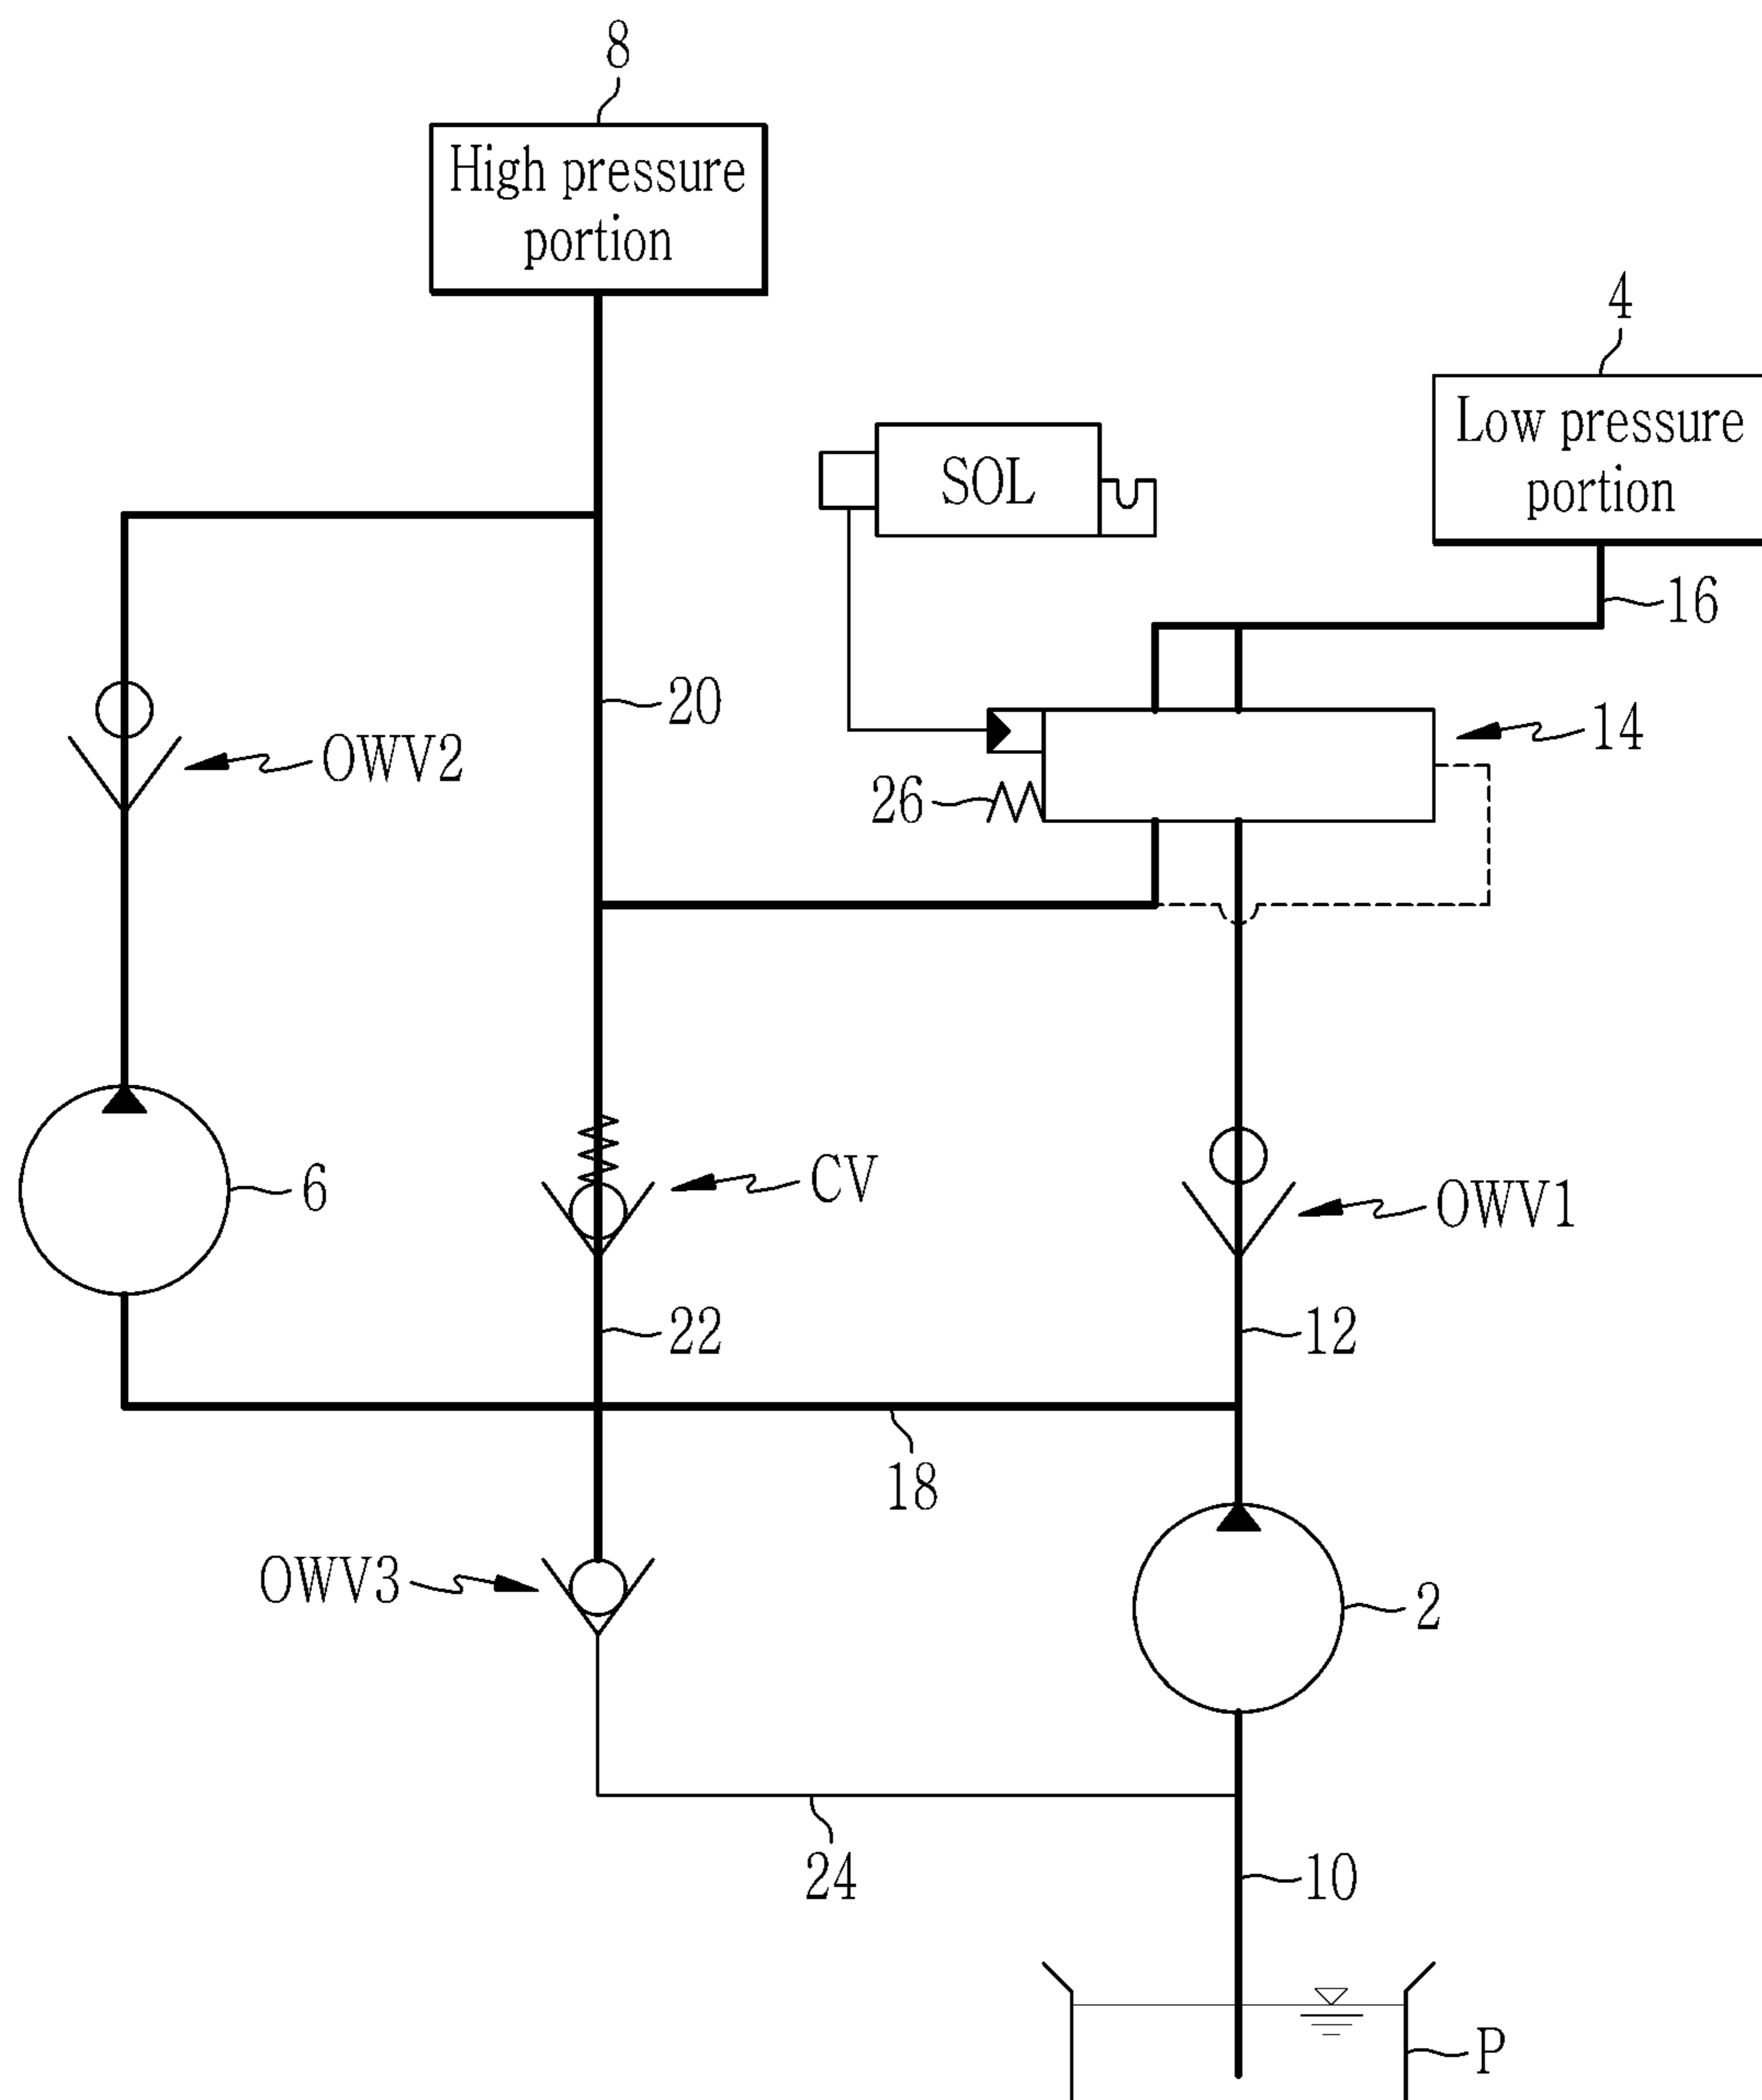 8
High pressure
portion
4
Low pressure
portion
SOL
16
20
14
OWV2
26
CV
6
OWV1
22
12
18
OWV3
2
24
10
P